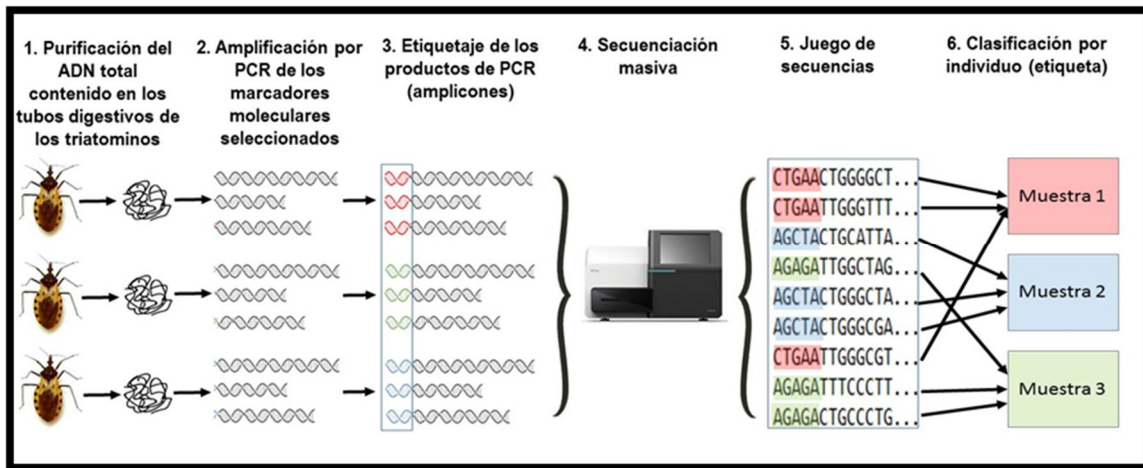 1. Purificación del
ADN total
contenido en los
tubos digestivos de
los triatominos
2. Amplificación por
PCR de los
marcadores
moleculares
seleccionados
3. Etiquetaje de los
productos de PCR
(amplicones)
4. Secuenciación
masiva
5. Juego de
secuencias
6. Clasificación por
individuo (etiqueta)
CTGAACTGGGGCT...
CTGAATTGGGTTT...
AGCTACTGCATTA...
AGAGATTGGCTAG...
AGCTACTGGGCTA...
AGCTACTGGGCGA...
CTGAATTGGGCGT...
AGAGATTTCCCTT...
AGAGACTGCCCTG...
Muestra 1
Muestra 2
Muestra 3